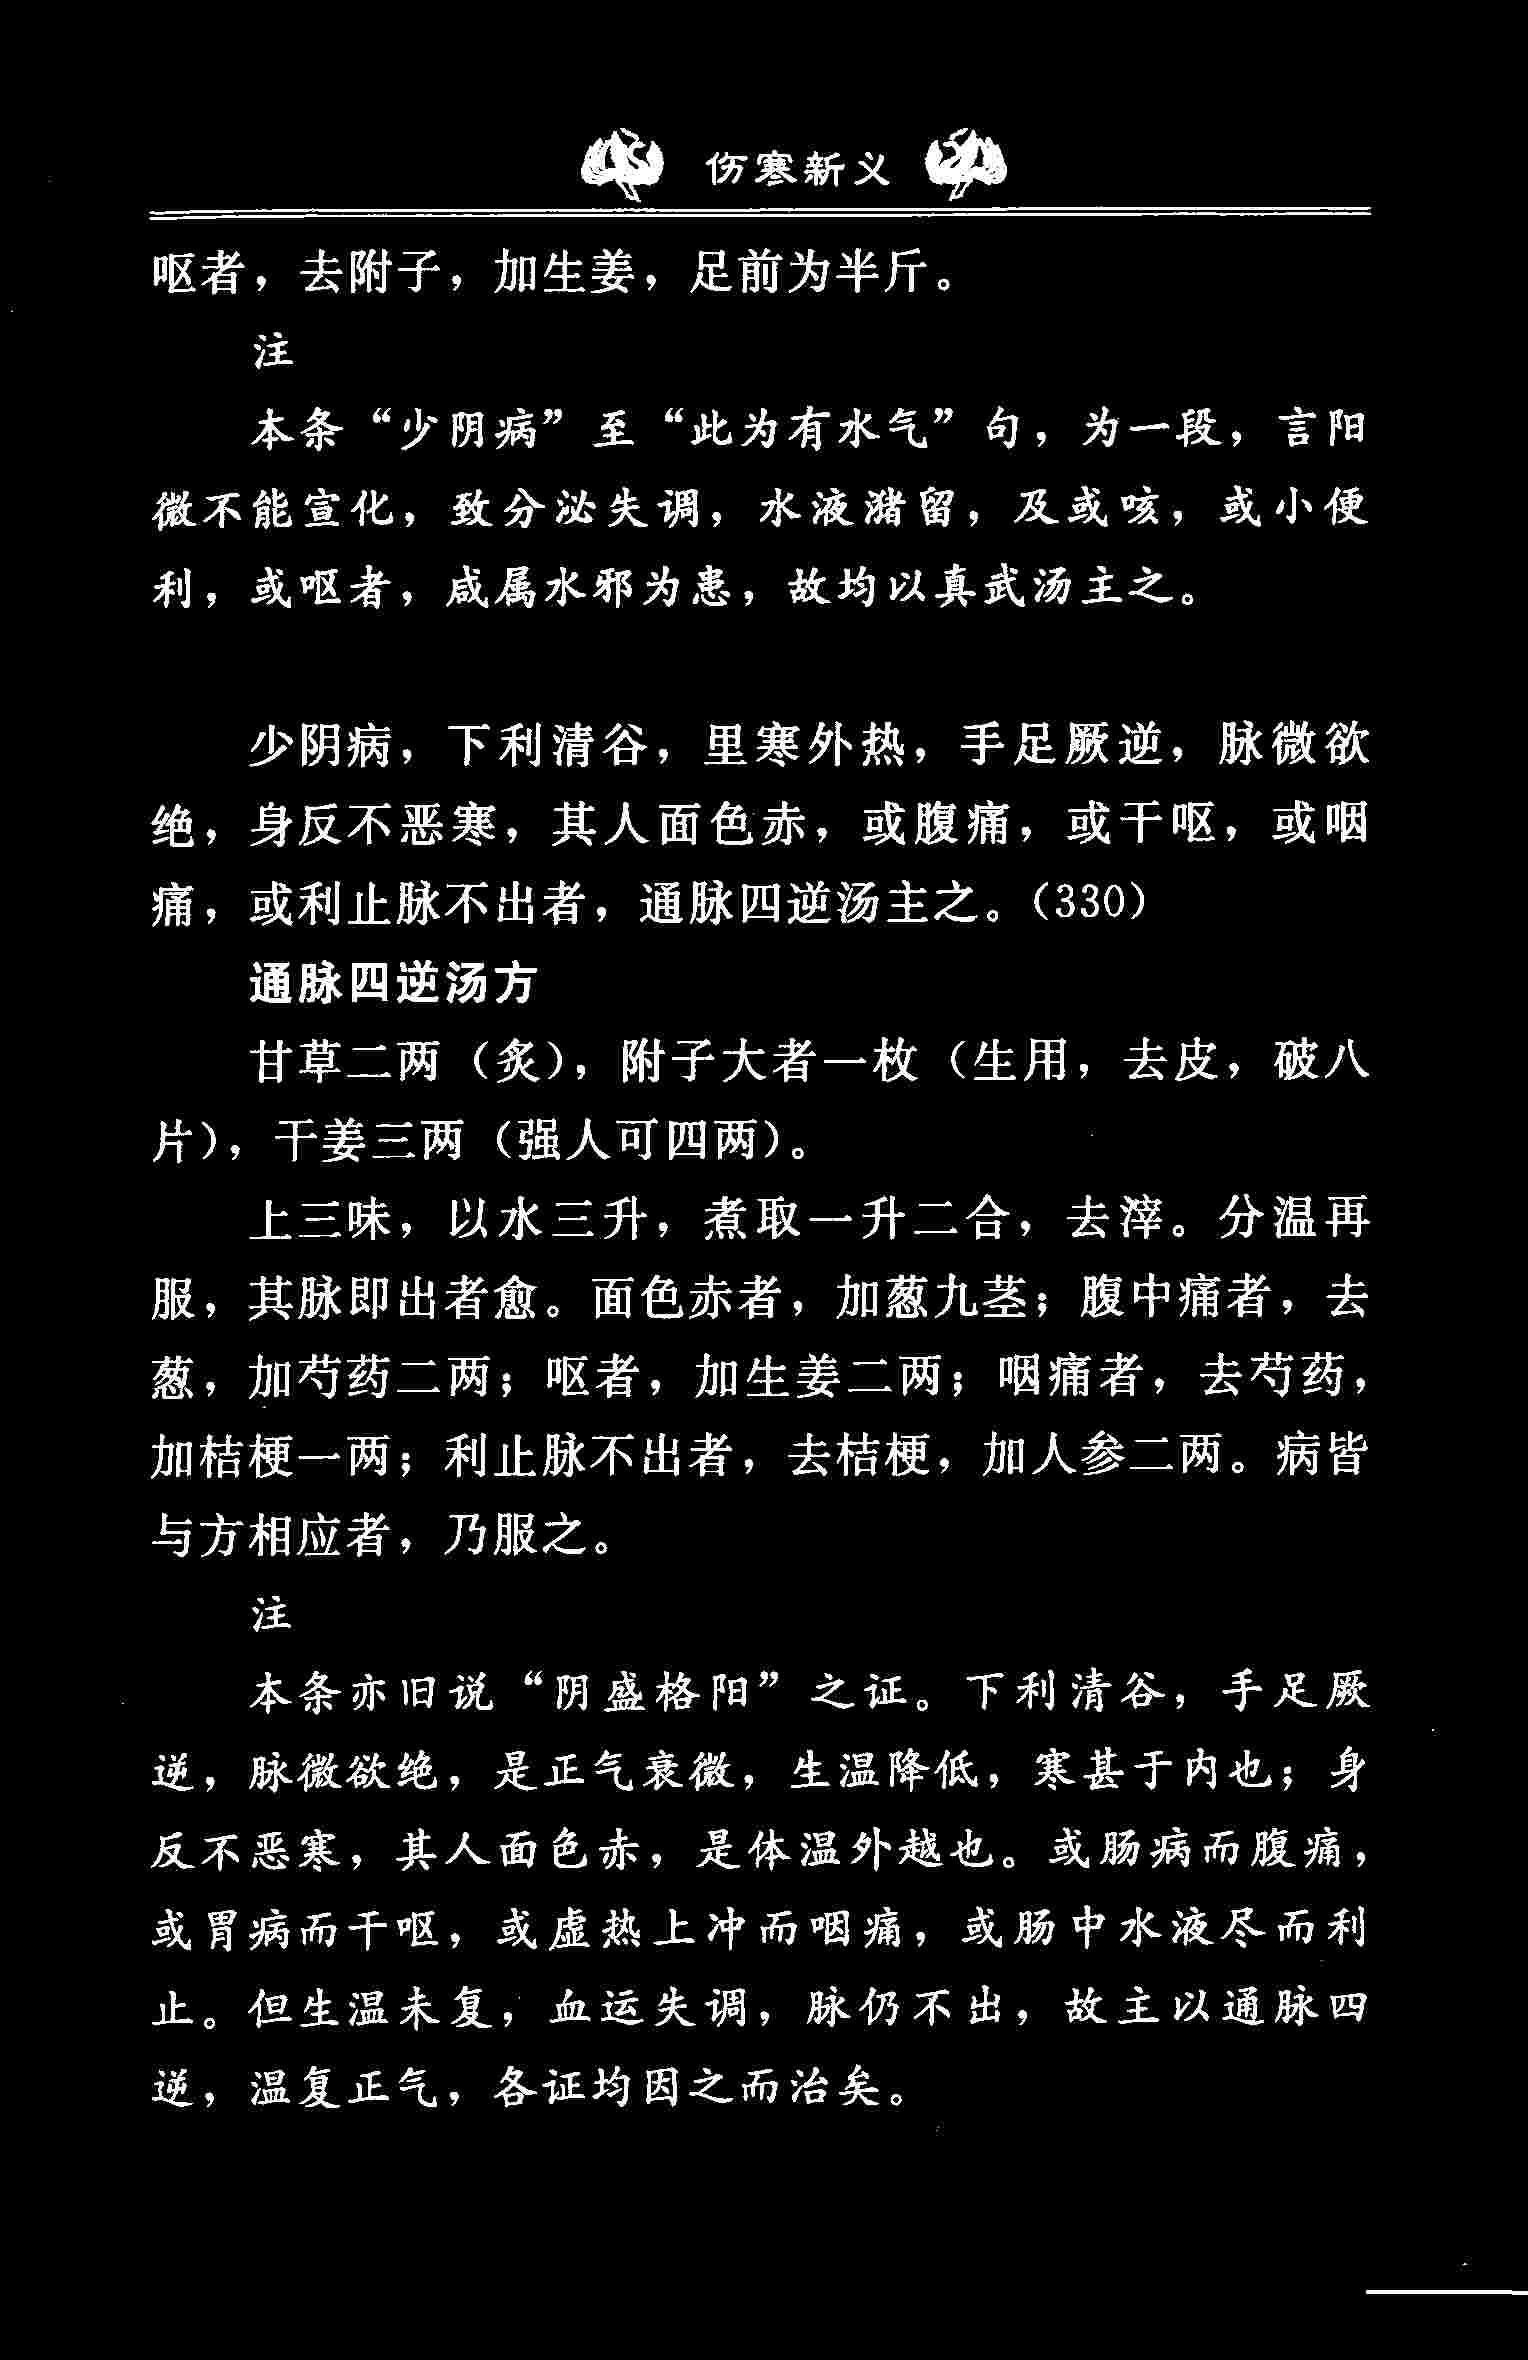 伤寒新义
呕者，去附子，加生姜，足前为半斤。
注
本条“少阴病”至“此为有水气”句，为一段，言阳
微不能宣化，致分泌失调，水液潴留，及或咳，或小便
利，或呕者，咸属水邪为患，故均以真武汤主之。
少阴病，下利清谷，里寒外热，手足厥逆，脉微欲
绝，身反不恶寒，其人面色赤，或腹痛，或干呕，或咽
痛，或利止脉不出者，通脉四逆汤主之。（330）
通脉四逆汤方
甘草二两（炙），附子大者一枚（生用，去皮，破八
片），干姜三两（强人可四两）。
上三味，以水三升，煮取一升二合，去滓。分温再
服，其脉即出者愈。面色赤者，加葱九茎；腹中痛者，去
葱，加芍药二两；呕者，加生姜二两；咽痛者，去芍药，
加桔梗一两；利止脉不出者，去桔梗，加人参二两。病皆
与方相应者，乃服之。
注
本条亦旧说“阴盛格阳”之证。下利清谷，手足厥
逆，脉微欲绝，是正气衰微，生温降低，寒甚于内也；身
反不恶寒，其人面色赤，是体温外越也。或肠病而腹痛，
或胃病而干呕，或虚热上冲而咽痛，或肠中水液尽而利
止。但生温未复，血运失调，脉仍不出，故主以通脉四
逆，温复正气，各证均因之而治矣。